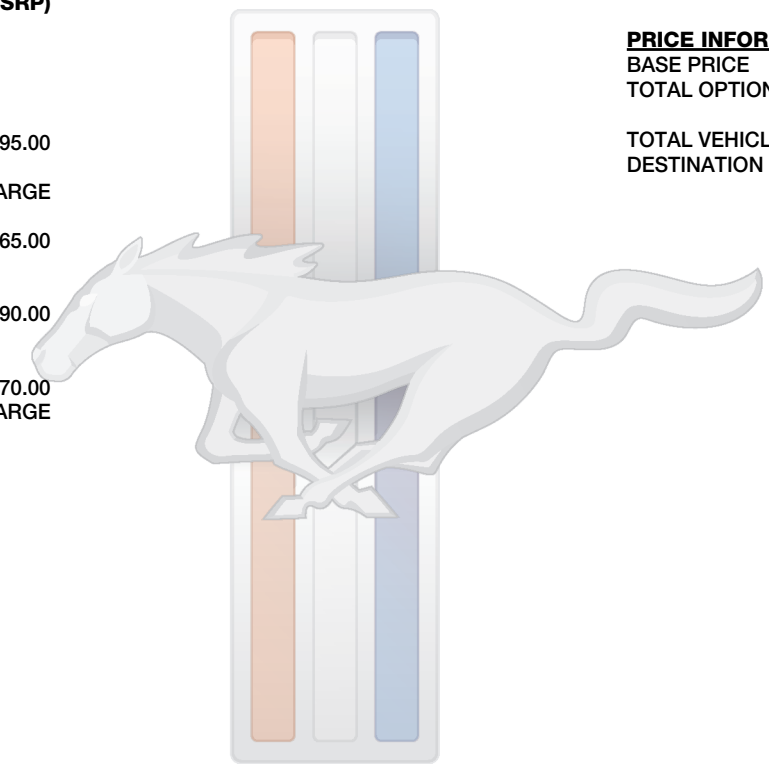 SRP)
95.00
ARGE
65.00
90.00
70.00
ARGE
PRICE INFOR
BASE PRICE
TOTAL OPTION
TOTAL VEHICL
DESTINATION